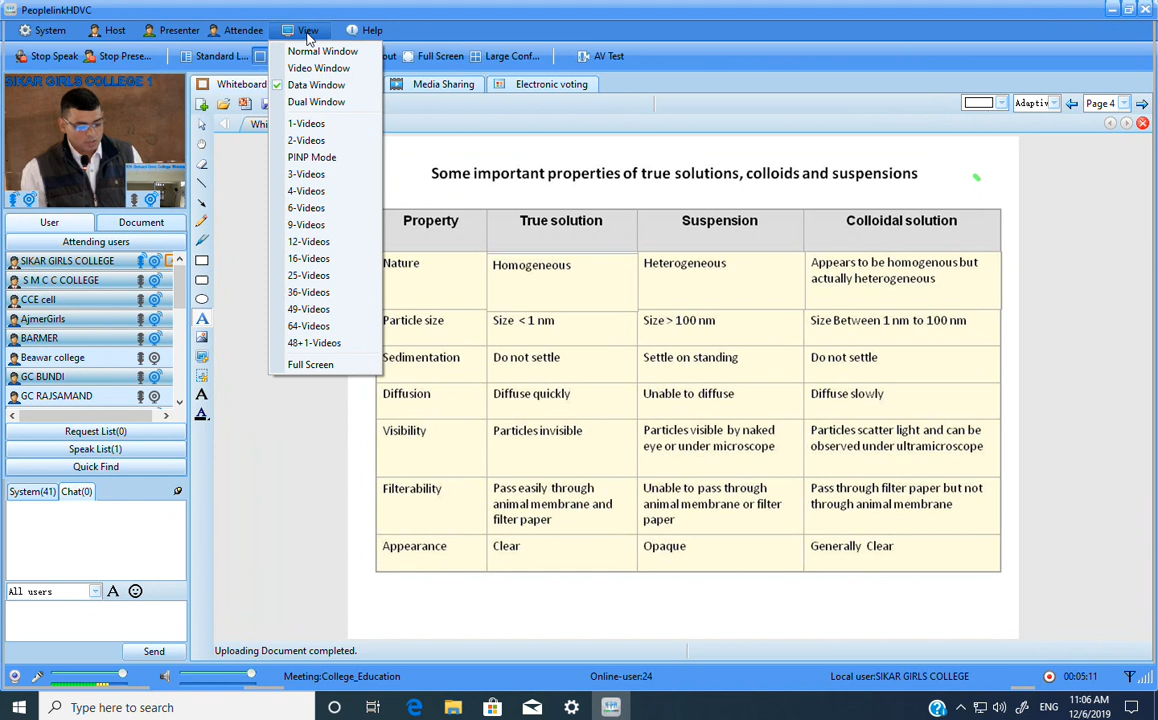 PeoplelinkHDVC
System Host Presenter Attendee View Help
Stop Speak Stop Prese... Standard L... out Full Screen Large Conf... AV Test
SIKAR GIRLS COLLEGE 1
Whiteboard Media Sharing Electronic voting
Adaptiv Page 4
Whi
Normal Window
Video Window
Data Window
Dual Window
1-Videos
2-Videos
PINP Mode
3-Videos
4-Videos
6-Videos
9-Videos
12-Videos
16-Videos
25-Videos
36-Videos
49-Videos
64-Videos
48+1-Videos
Full Screen
User Document
Attending users
SIKAR GIRLS COLLEGE
S M C C COLLEGE
CCE cell
AjmerGirls
BARMER
Beawar college
GC BUNDI
GC RAJSAMAND
Request List(0)
Speak List(1)
Quick Find
System(41) Chat(0)
All users A
Send
Some important properties of true solutions, colloids and suspensions
Property True solution Suspension Colloidal solution
Nature Homogeneous Heterogeneous Appears to be homogenous but
actually heterogeneous
Particle size Size < 1 nm Size > 100 nm Size Between 1 nm to 100 nm
Sedimentation Do not settle Settle on standing Do not settle
Diffusion Diffuse quickly Unable to diffuse Diffuse slowly
Visibility Particles invisible Particles visible by naked
eye or under microscope Particles scatter light and can be
observed under ultramicroscope
Filterability Pass easily through
animal membrane and
filter paper Unable to pass through
animal membrane or filter
paper Pass through filter paper but not
through animal membrane
Appearance Clear Opaque Generally Clear
Uploading Document completed.
Meeting:College_Education Online-user:24 Local user:SIKAR GIRLS COLLEGE 00:05:11
Type here to search
ENG 11:06 AM
12/6/2019